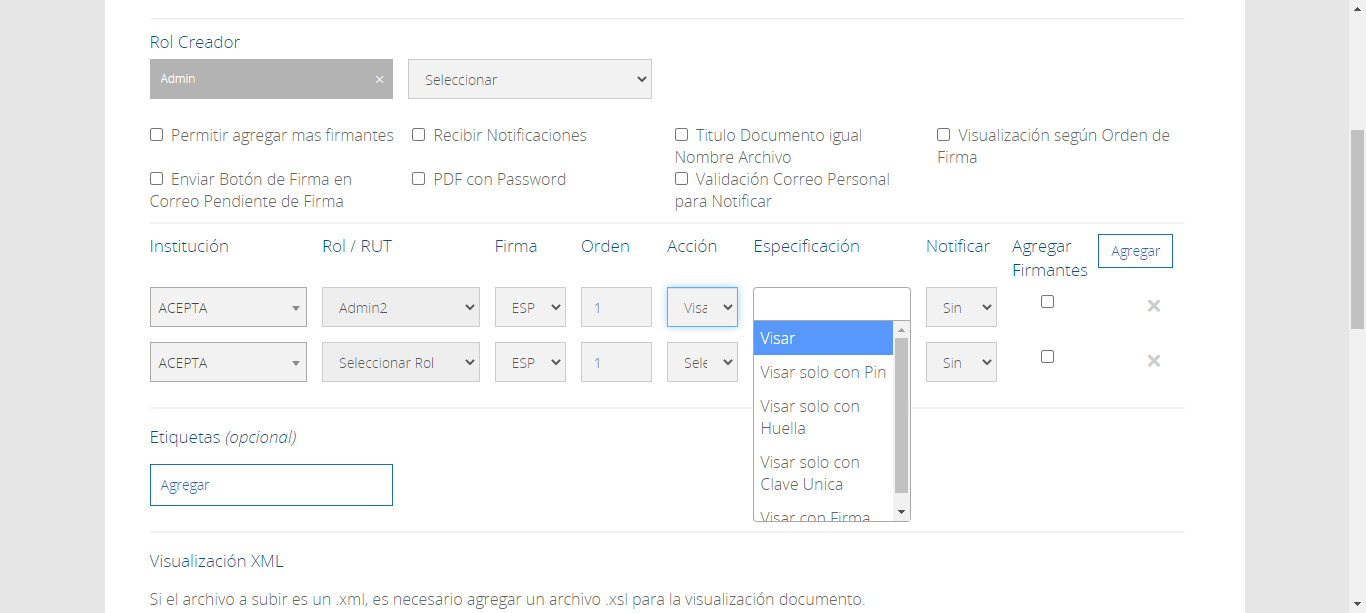 Rol Creador
Admin ×
Seleccionar
Permitir agregar mas firmantes
Recibir Notificaciones
Titulo Documento igual
Nombre Archivo
Visualización según Orden de
Firma
Enviar Botón de Firma en
Correo Pendiente de Firma
PDF con Password
Validación Correo Personal
para Notificar
Institución Rol / RUT Firma Orden Acción Especificación Notificar Agregar
Firmantes
Agregar
ACEPTA Admin2 ESP 1 Visa Sin ×
ACEPTA Seleccionar Rol ESP 1 Sele Sin ×
Visar
Visar solo con Pin
Visar solo con
Huella
Visar solo con
Clave Unica
Visar con Firma
Etiquetas (opcional)
Agregar
Visualización XML
Si el archivo a subir es un .xml, es necesario agregar un archivo .xsl para la visualización documento.